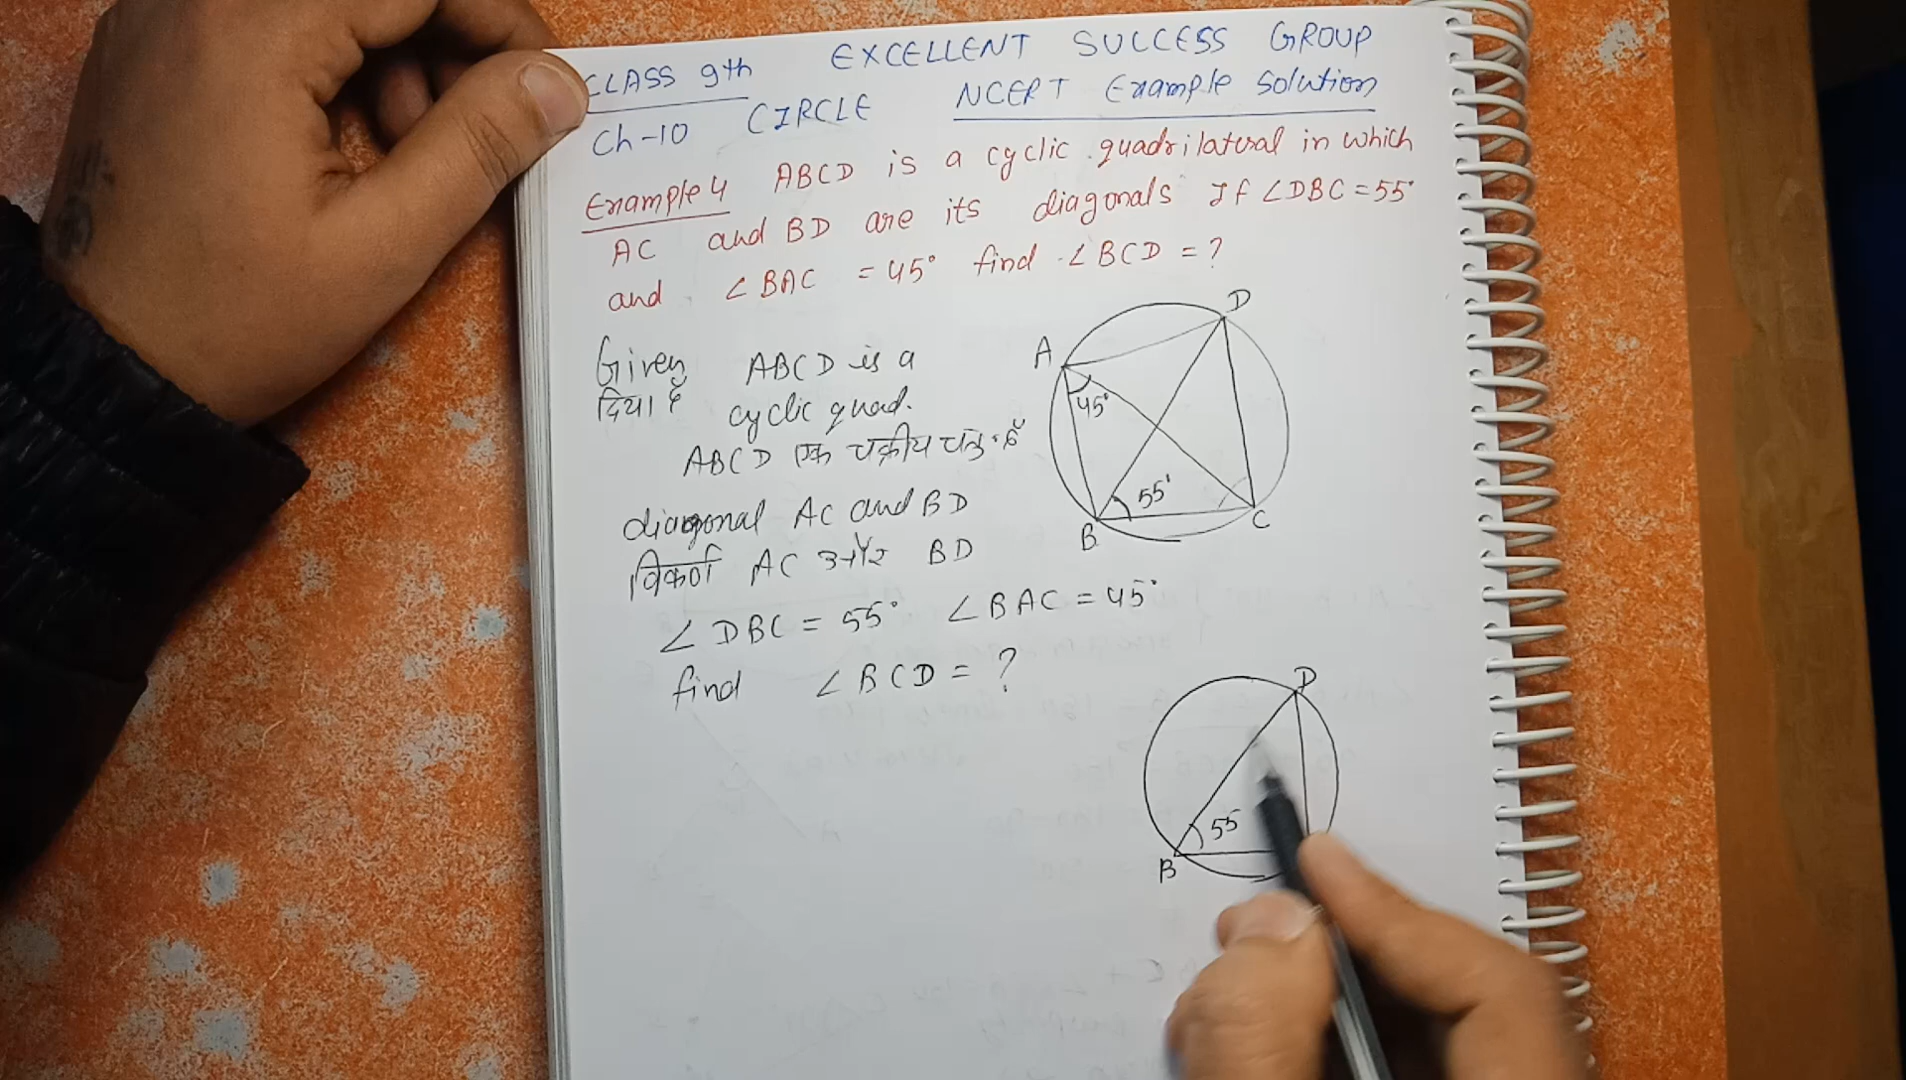 CLASS 9th EXCELLENT SUCCESS GROUP
Ch-10 CIRCLE NCERT Example Solution
Example 4 ABCD is a cyclic quadrilateral in which
AC and BD are its diagonals If ∠DBC = 55°
and ∠BAC = 45° find ∠BCD = ?
Given ABCD is a
दिया है cyclic quad.
ABCD एक चक्रीय चतु. है
diagonal AC and BD
विकर्ण AC और BD
∠DBC = 55° ∠BAC = 45°
find ∠BCD = ?
D
A
45°
55°
B
C
D
55
B